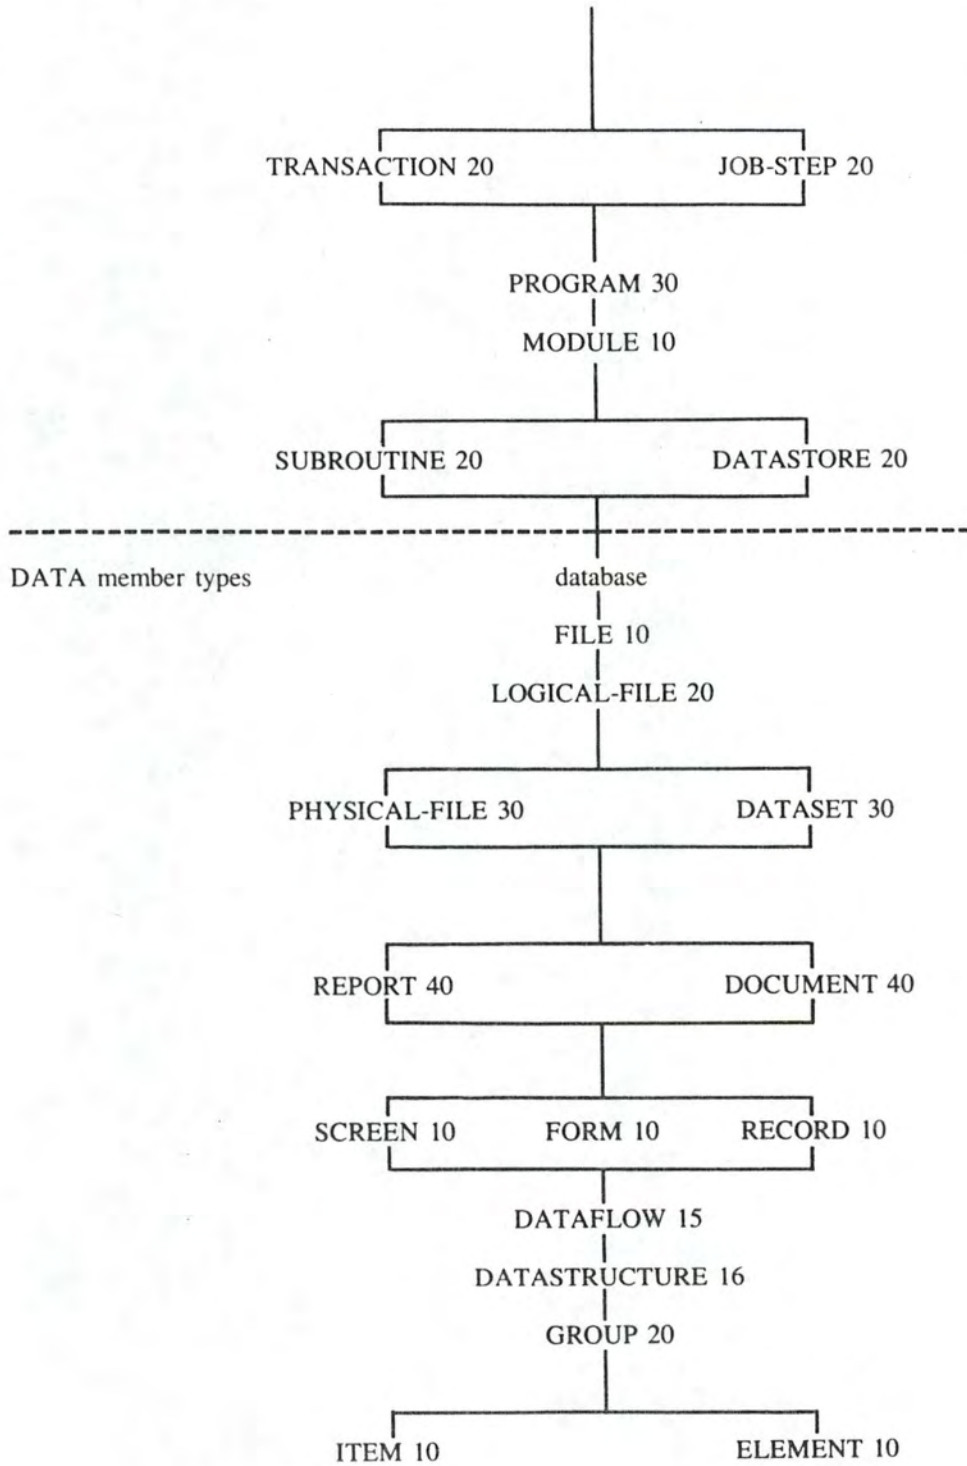 TRANSACTION 20 JOB-STEP 20
PROGRAM 30
MODULE 10
SUBROUTINE 20 DATASTORE 20
DATA member types database
FILE 10
LOGICAL-FILE 20
PHYSICAL-FILE 30 DATASET 30
REPORT 40 DOCUMENT 40
SCREEN 10 FORM 10 RECORD 10
DATAFLOW 15
DATASTRUCTURE 16
GROUP 20
ITEM 10 ELEMENT 10